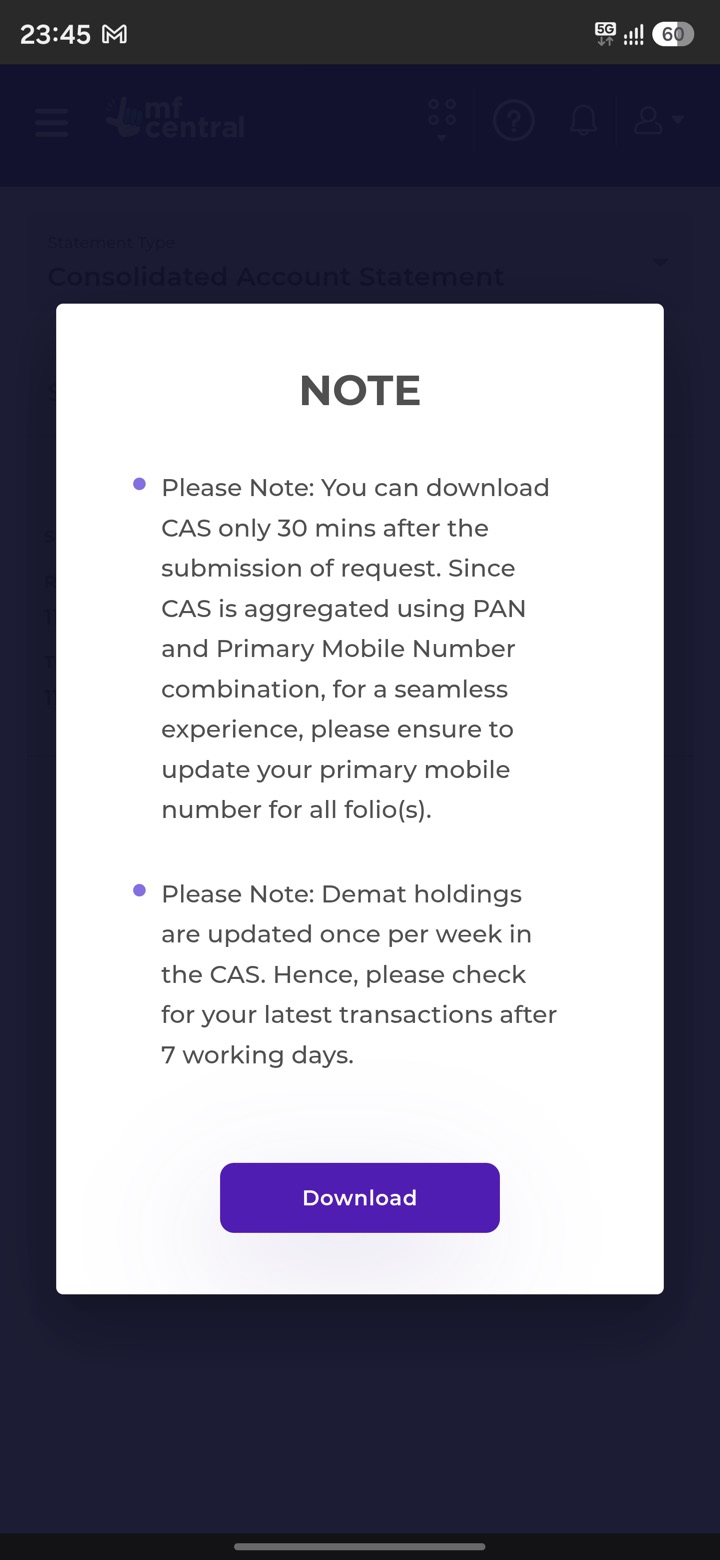 23:45
5G
60
mf
central
Statement Type
Consolidated Account Statement
NOTE
Please Note: You can download
CAS only 30 mins after the
submission of request. Since
CAS is aggregated using PAN
and Primary Mobile Number
combination, for a seamless
experience, please ensure to
update your primary mobile
number for all folio(s).
Please Note: Demat holdings
are updated once per week in
the CAS. Hence, please check
for your latest transactions after
7 working days.
Download